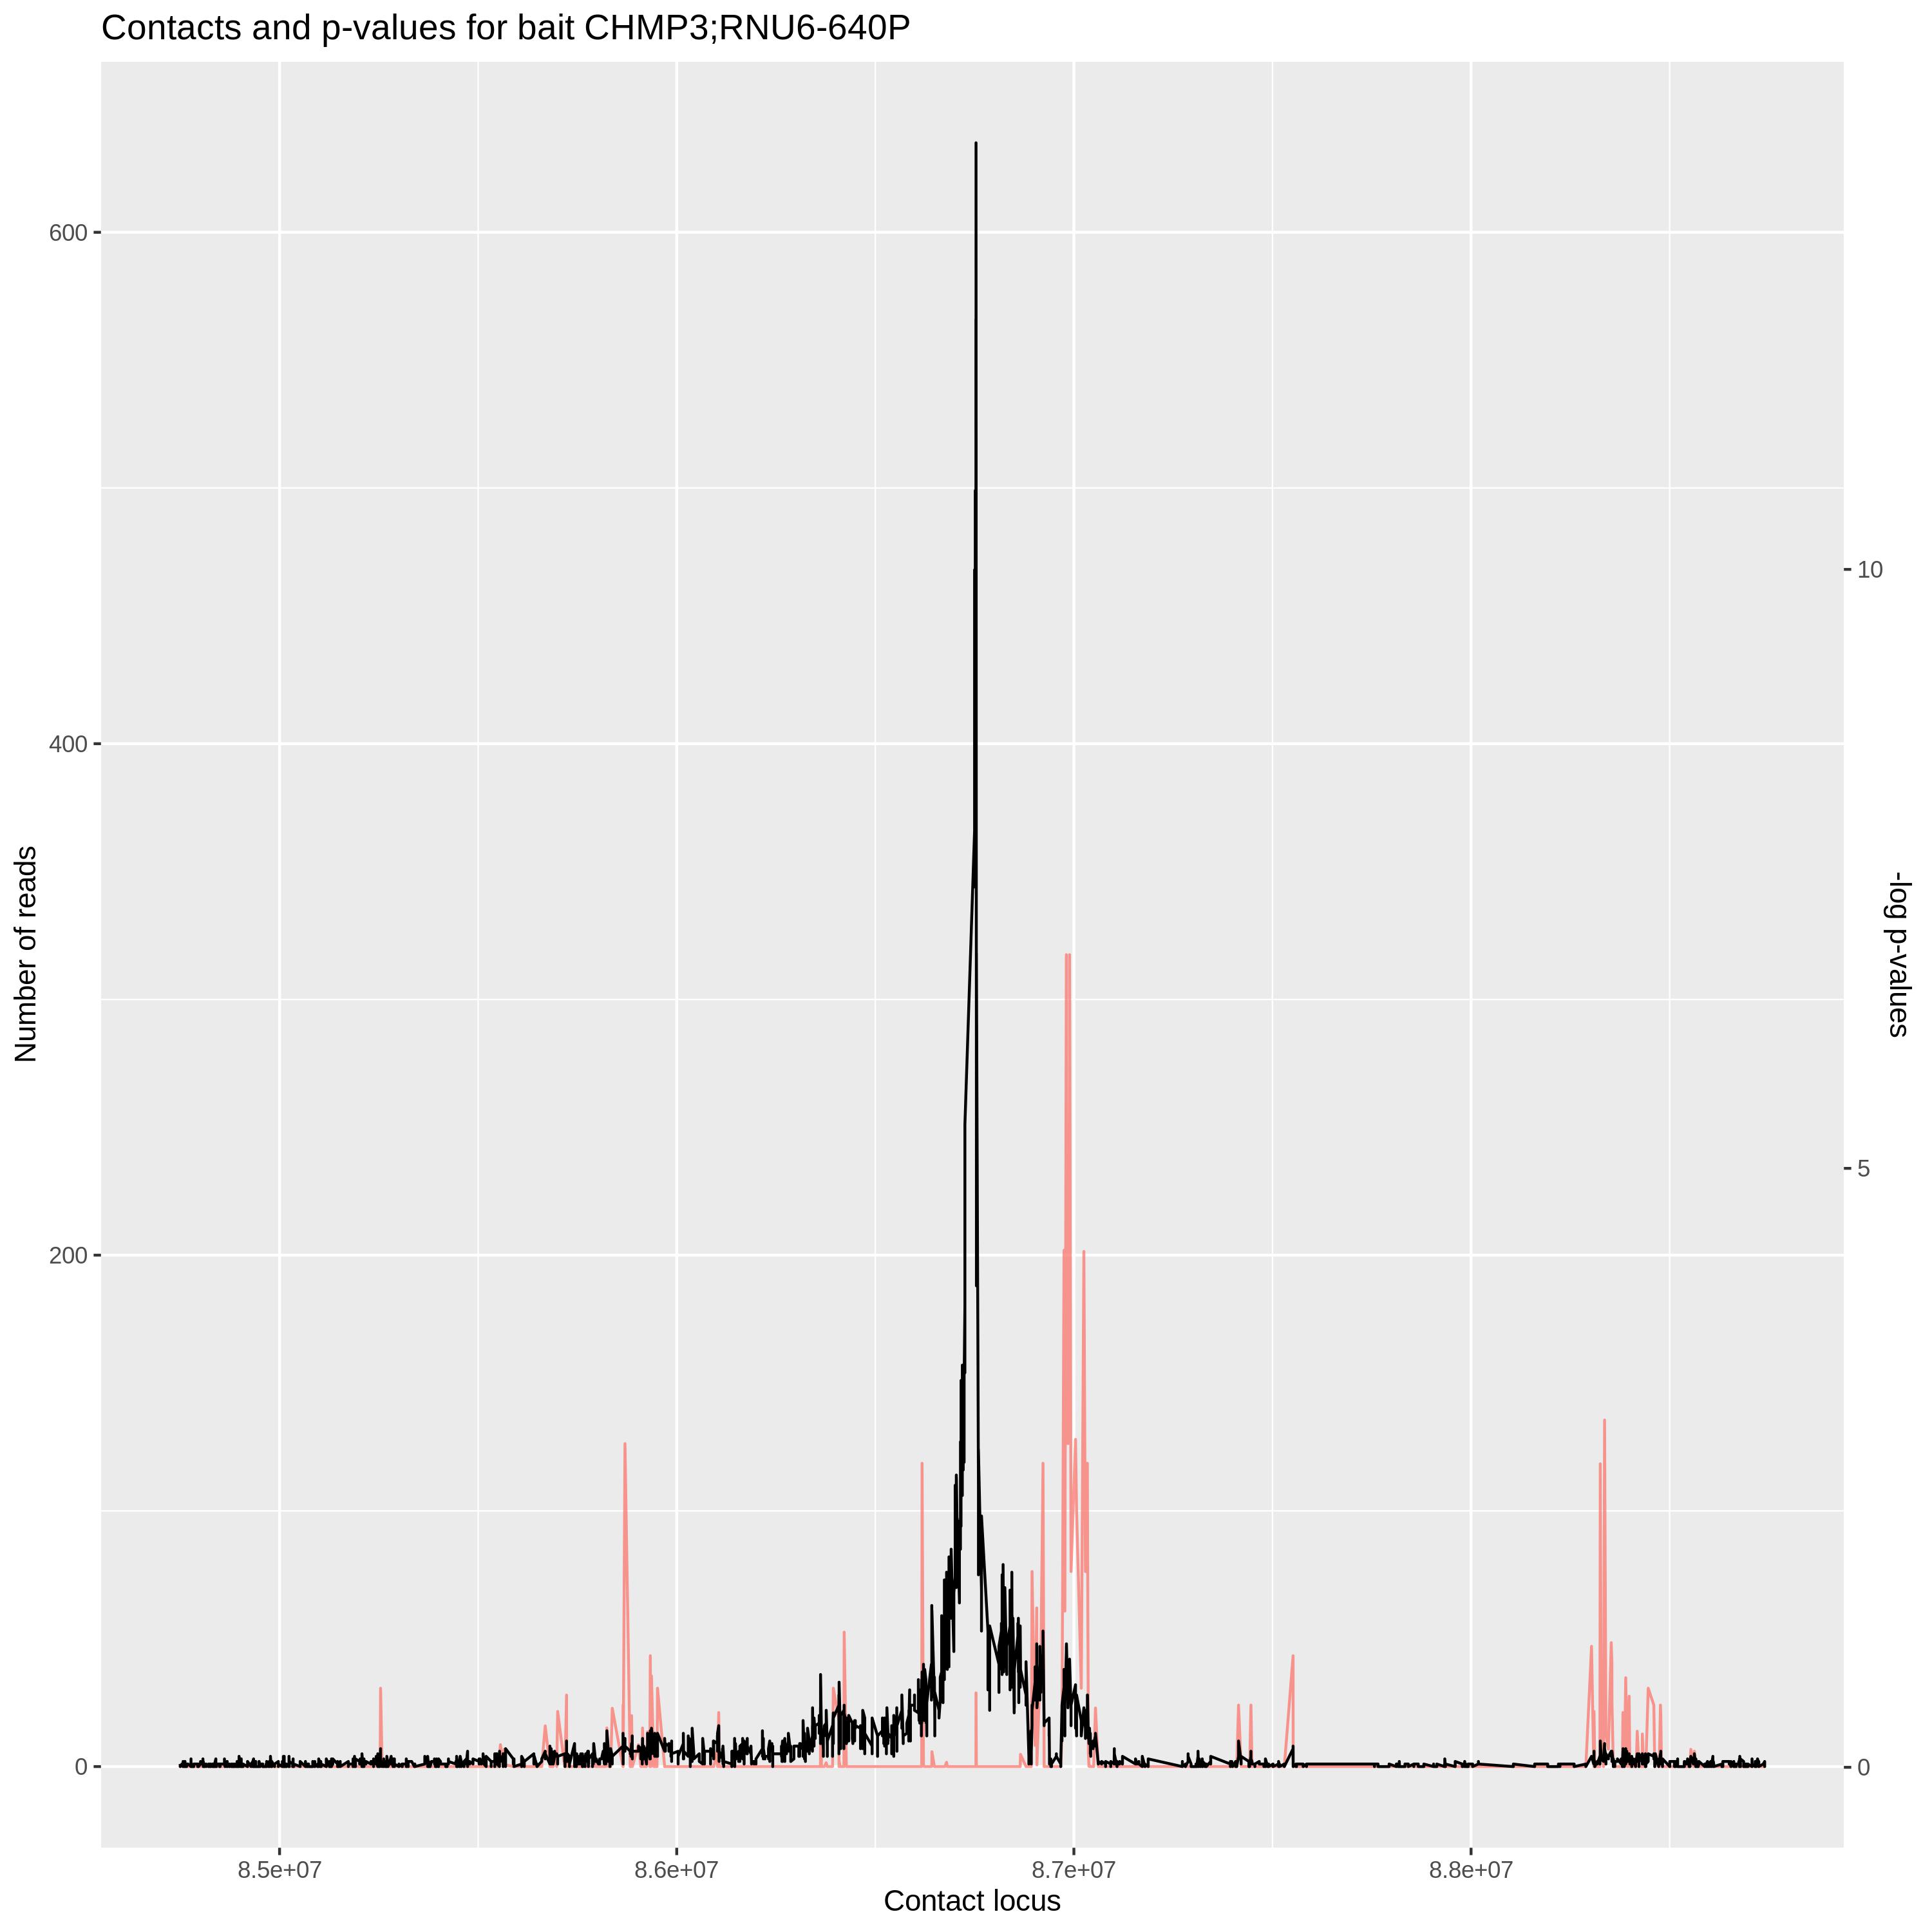 Contacts and p-values for bait CHMP3;RNU6-640P
600
400
200
0
Number of reads
10
5
0
-log p-values
8.5e+07
8.6e+07
8.7e+07
8.8e+07
Contact locus